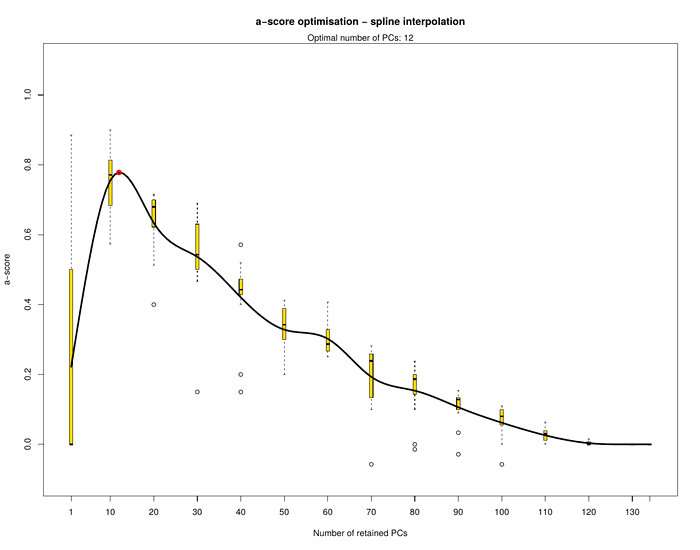 a−score optimisation − spline interpolation
Optimal number of PCs: 12
a−score
1.0
0.8
0.6
0.4
0.2
0.0
1 10 20 30 40 50 60 70 80 90 100 110 120 130
Number of retained PCs